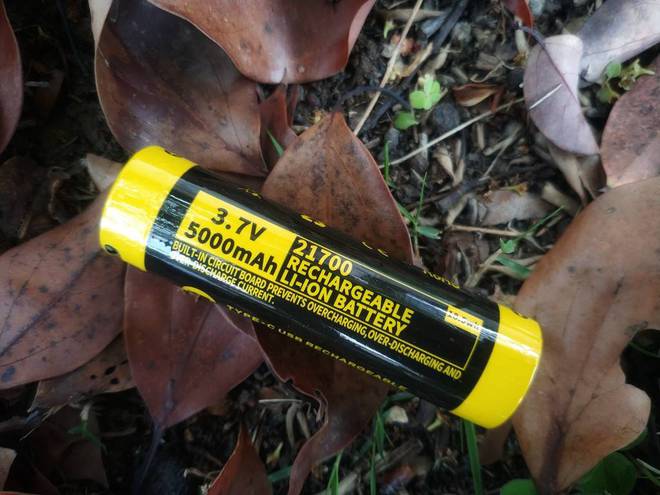 3.7V
5000mAh
21700
RECHARGEABLE
LI-ION BATTERY
BUILT-IN CIRCUIT BOARD PREVENTS OVERCHARGING, OVER-DISCHARGING AND
OVER-DISCHARGE CURRENT.
TYPE-C USB RECHARGEABLE